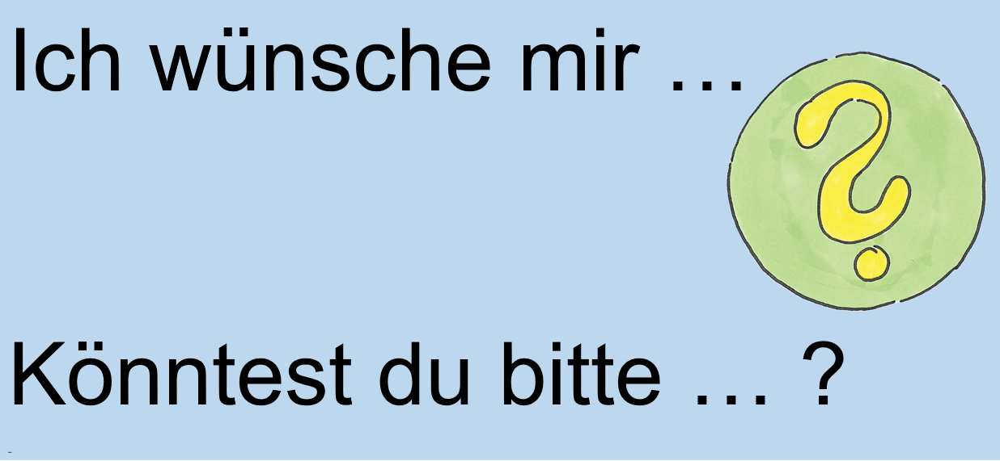 Ich wünsche mir …
Könntest du bitte … ?